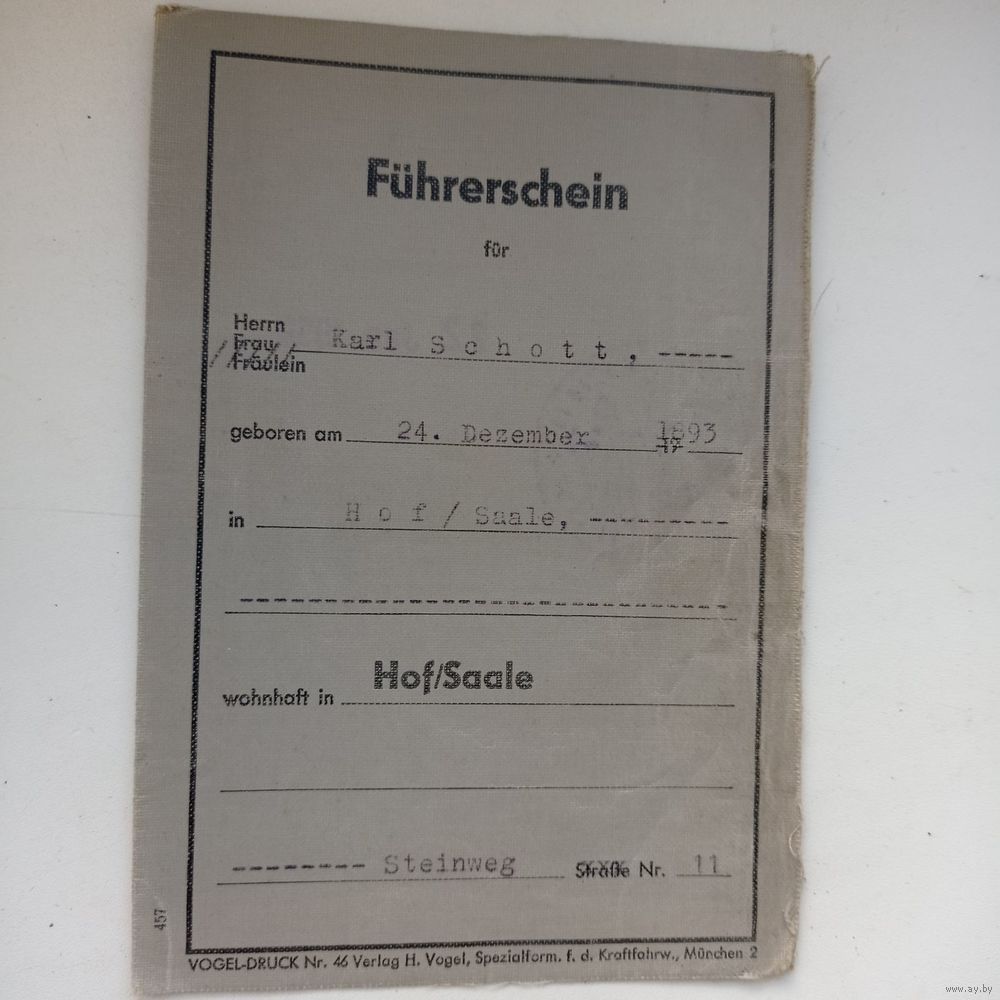 Führerschein
für
Herrn
Frau Karl Schott, -----
Fräulein
geboren am 24. Dezember 1893
in Hof/Saale, ----------
wohnhaft in Hof/Saale
-------- Steinweg Straße Nr. 11
457
VOGEL-DRUCK Nr. 46 Verlag H. Vogel, Spezialform. f. d. Kraftfahrw., München 2
www.ay.by